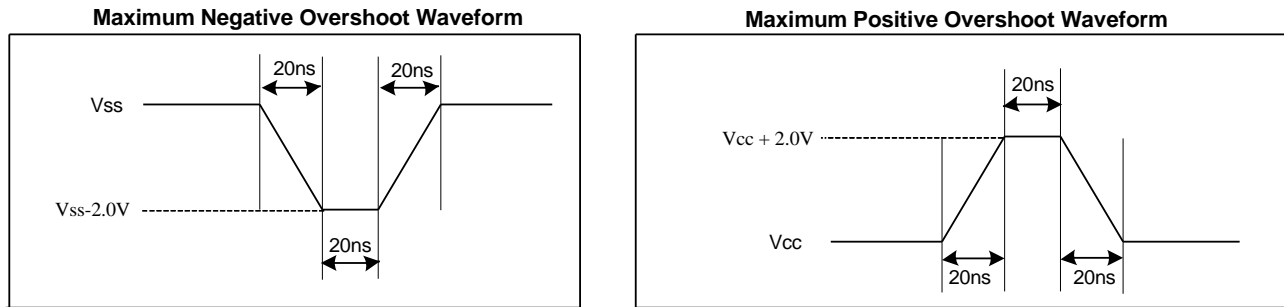 Maximum Negative Overshoot Waveform
20ns
20ns
Vss
Vss-2.0V
20ns
Maximum Positive Overshoot Waveform
20ns
Vcc + 2.0V
Vcc
20ns
20ns